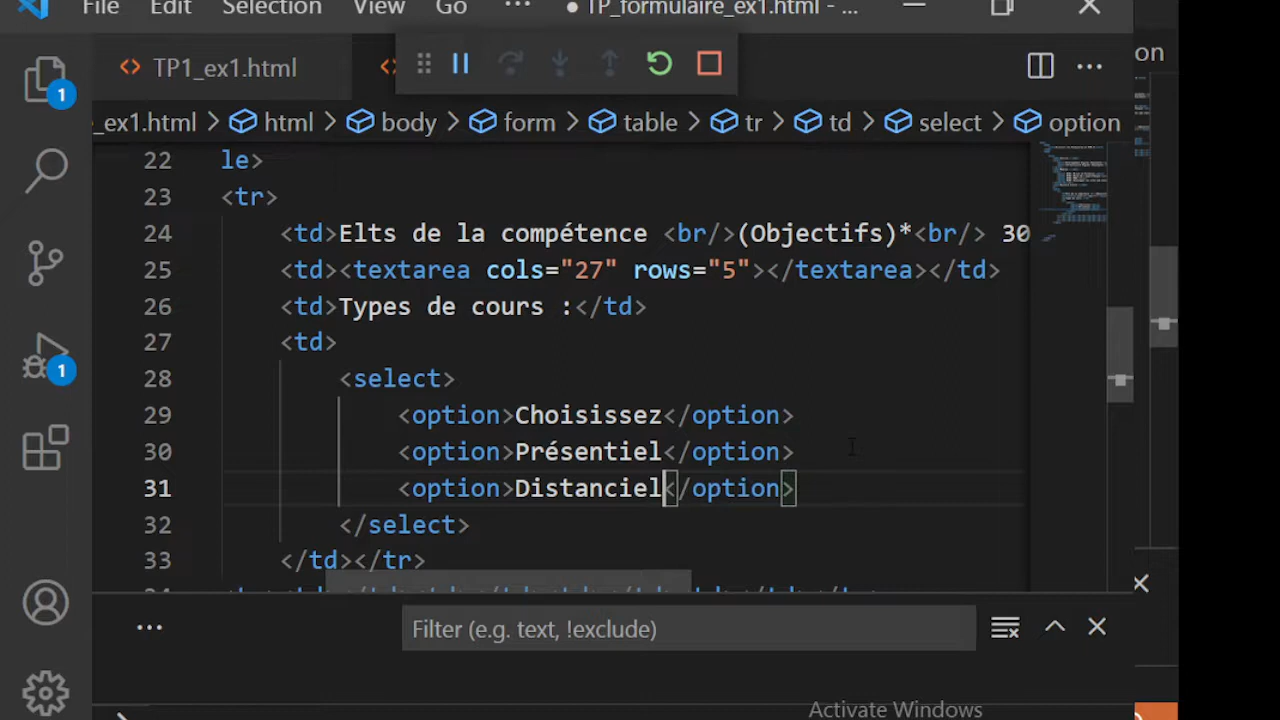 File Edit Selection View Go ··· ● TP_formulaire_ex1.html - ...
on
TP1_ex1.html
_ex1.html > html > body > form > table > tr > td > select > option
22 le>
23 <tr>
24 <td>Elts de la compétence <br/>(Objectifs)*<br/> 30
25 <td><textarea cols="27" rows="5"></textarea></td>
26 <td>Types de cours :</td>
27 <td>
28 <select>
29 <option>Choisissez</option>
30 <option>Présentiel</option>
31 <option>Distanciel</option>
32 </select>
33 </td></tr>
1
1
Filter (e.g. text, !exclude)
Activate Windows